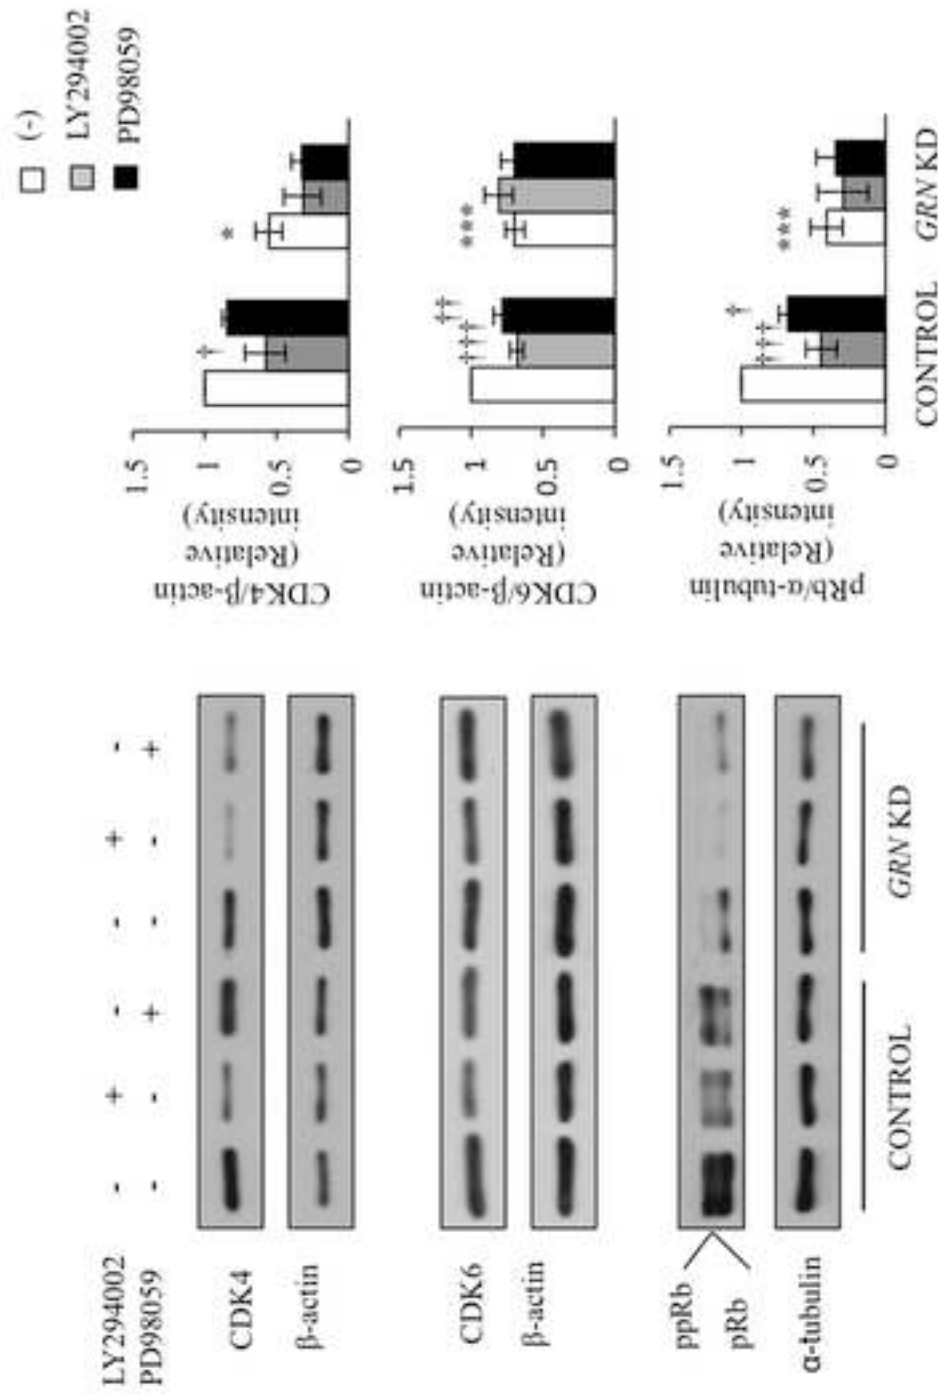 LY294002 - + - - + -
PD98059 - - + - - +
CDK4
β-actin
CDK6
β-actin
ppRb
pRb
α-tubulin
CONTROL GRN KD
(-)
LY294002
PD98059
CDK4/β-actin
(Relative
intensity)
1.5
1
0.5
0
†
*
CDK6/β-actin
(Relative
intensity)
1.5
1
0.5
0
†††
††
***
pRb/α-tubulin
(Relative
intensity)
1.5
1
0.5
0
†††
†
***
CONTROL GRN KD